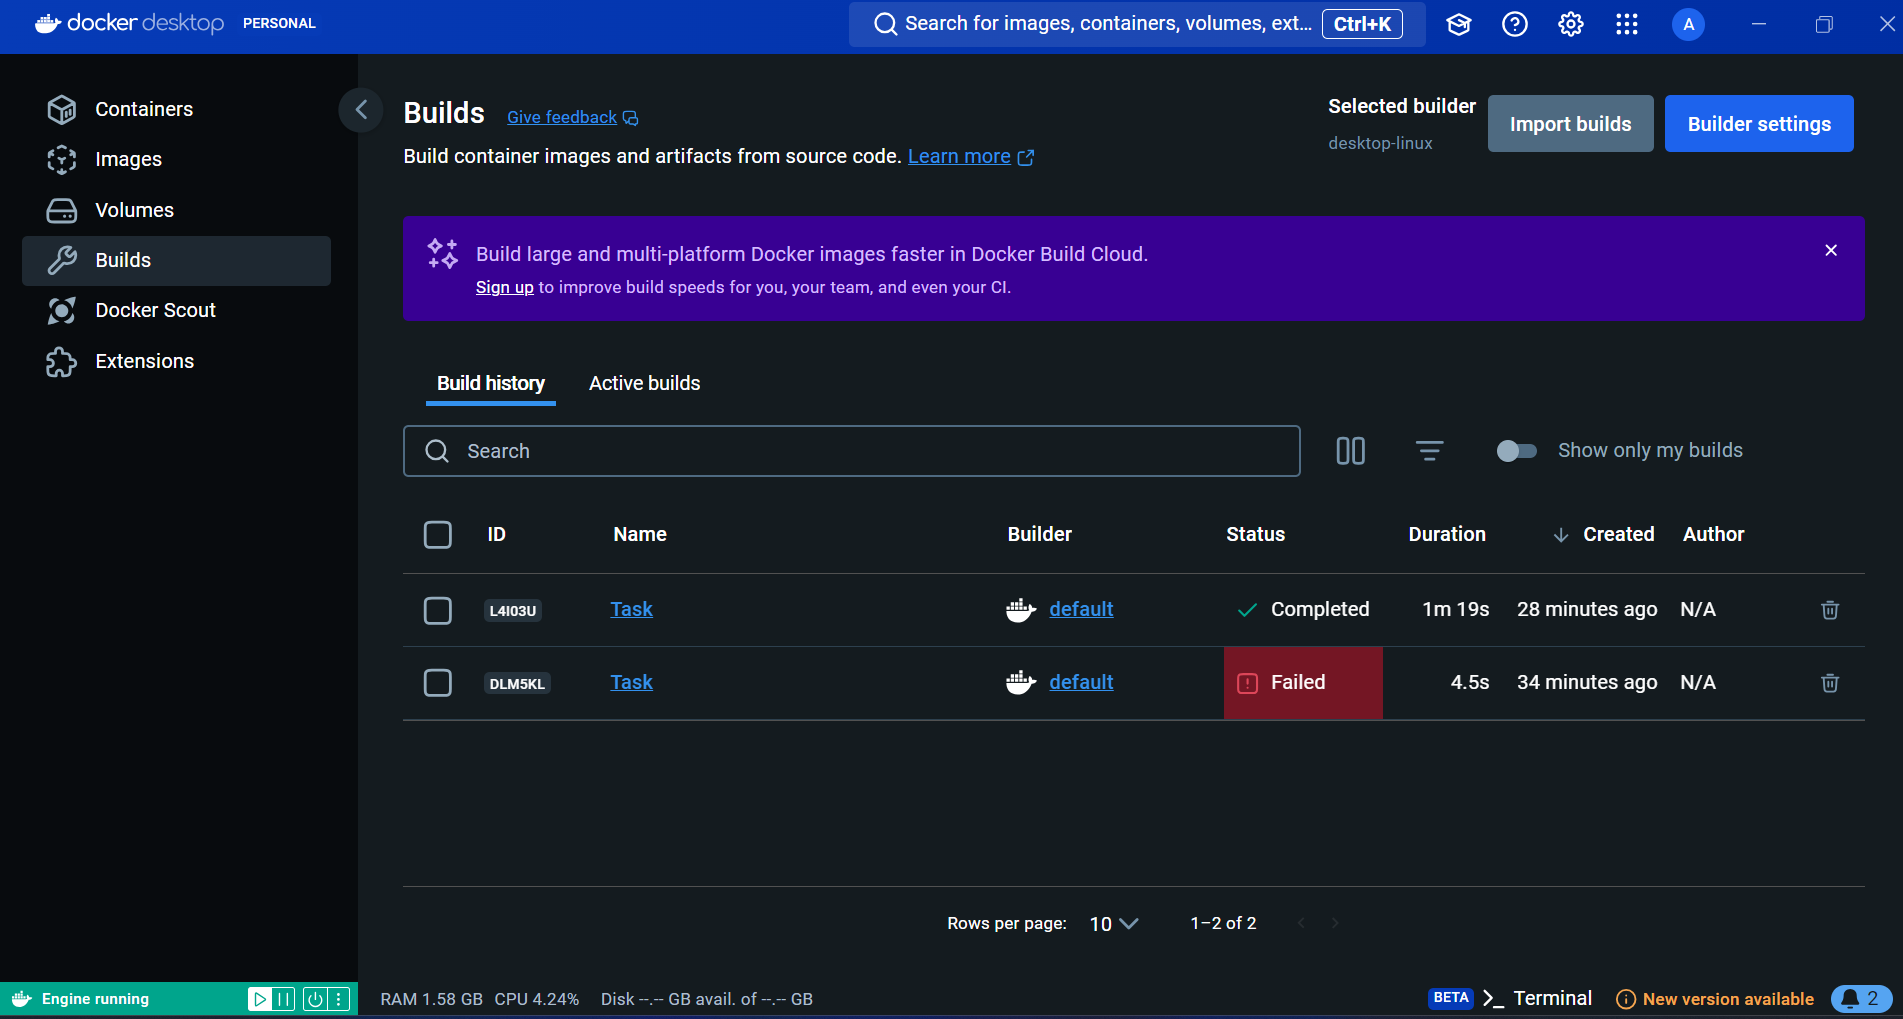 docker desktop PERSONAL
Search for images, containers, volumes, ext... Ctrl+K
A
Containers
Images
Volumes
Builds
Docker Scout
Extensions
Builds Give feedback
Build container images and artifacts from source code. Learn more
Selected builder
desktop-linux
Import builds
Builder settings
Build large and multi-platform Docker images faster in Docker Build Cloud.
Sign up to improve build speeds for you, your team, and even your CI.
Build history Active builds
Search
Show only my builds
ID Name Builder Status Duration Created Author
L4I03U Task default Completed 1m 19s 28 minutes ago N/A
DLM5KL Task default Failed 4.5s 34 minutes ago N/A
Rows per page: 10 1–2 of 2
Engine running
RAM 1.58 GB CPU 4.24% Disk --.-- GB avail. of --.-- GB
BETA >_ Terminal
New version available
2